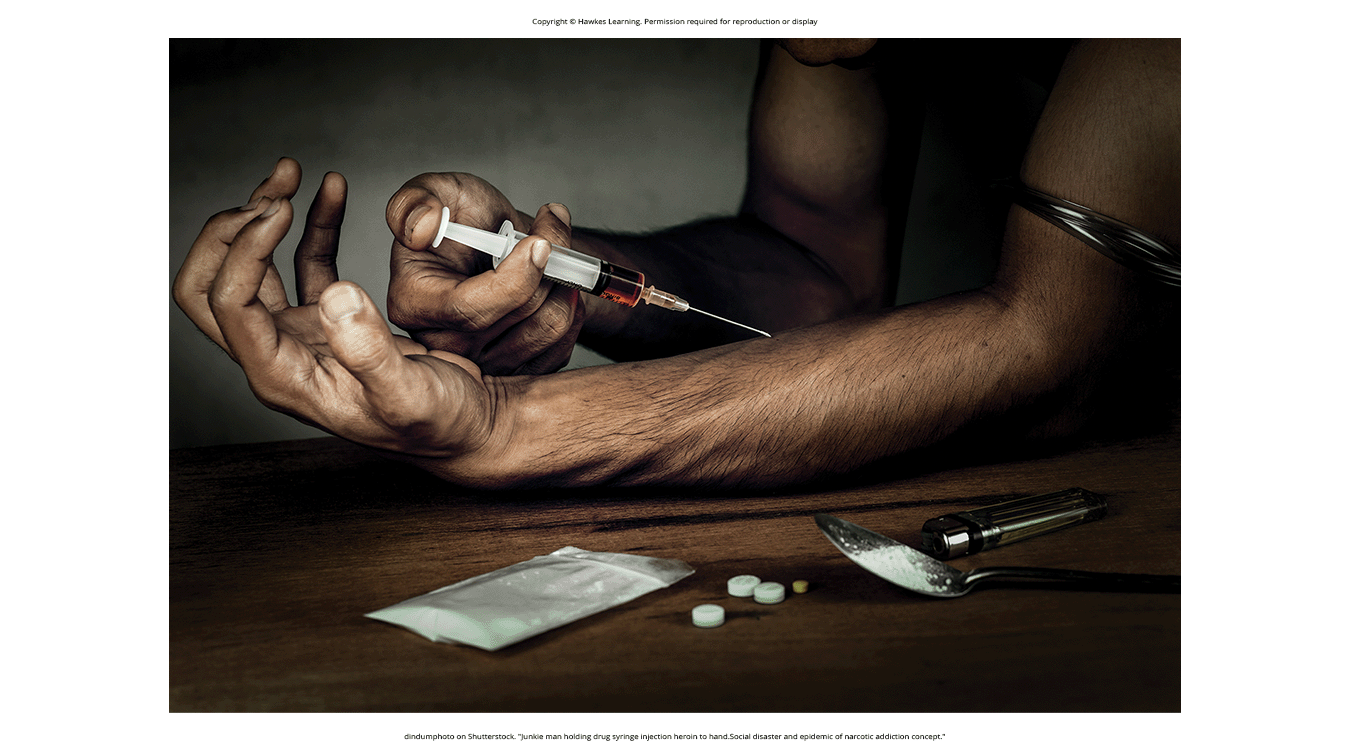 Copyright © Hawkes Learning. Permission required for reproduction or display
dindumphoto on Shutterstock. "Junkie man holding drug syringe injection heroin to hand.Social disaster and epidemic of narcotic addiction concept."